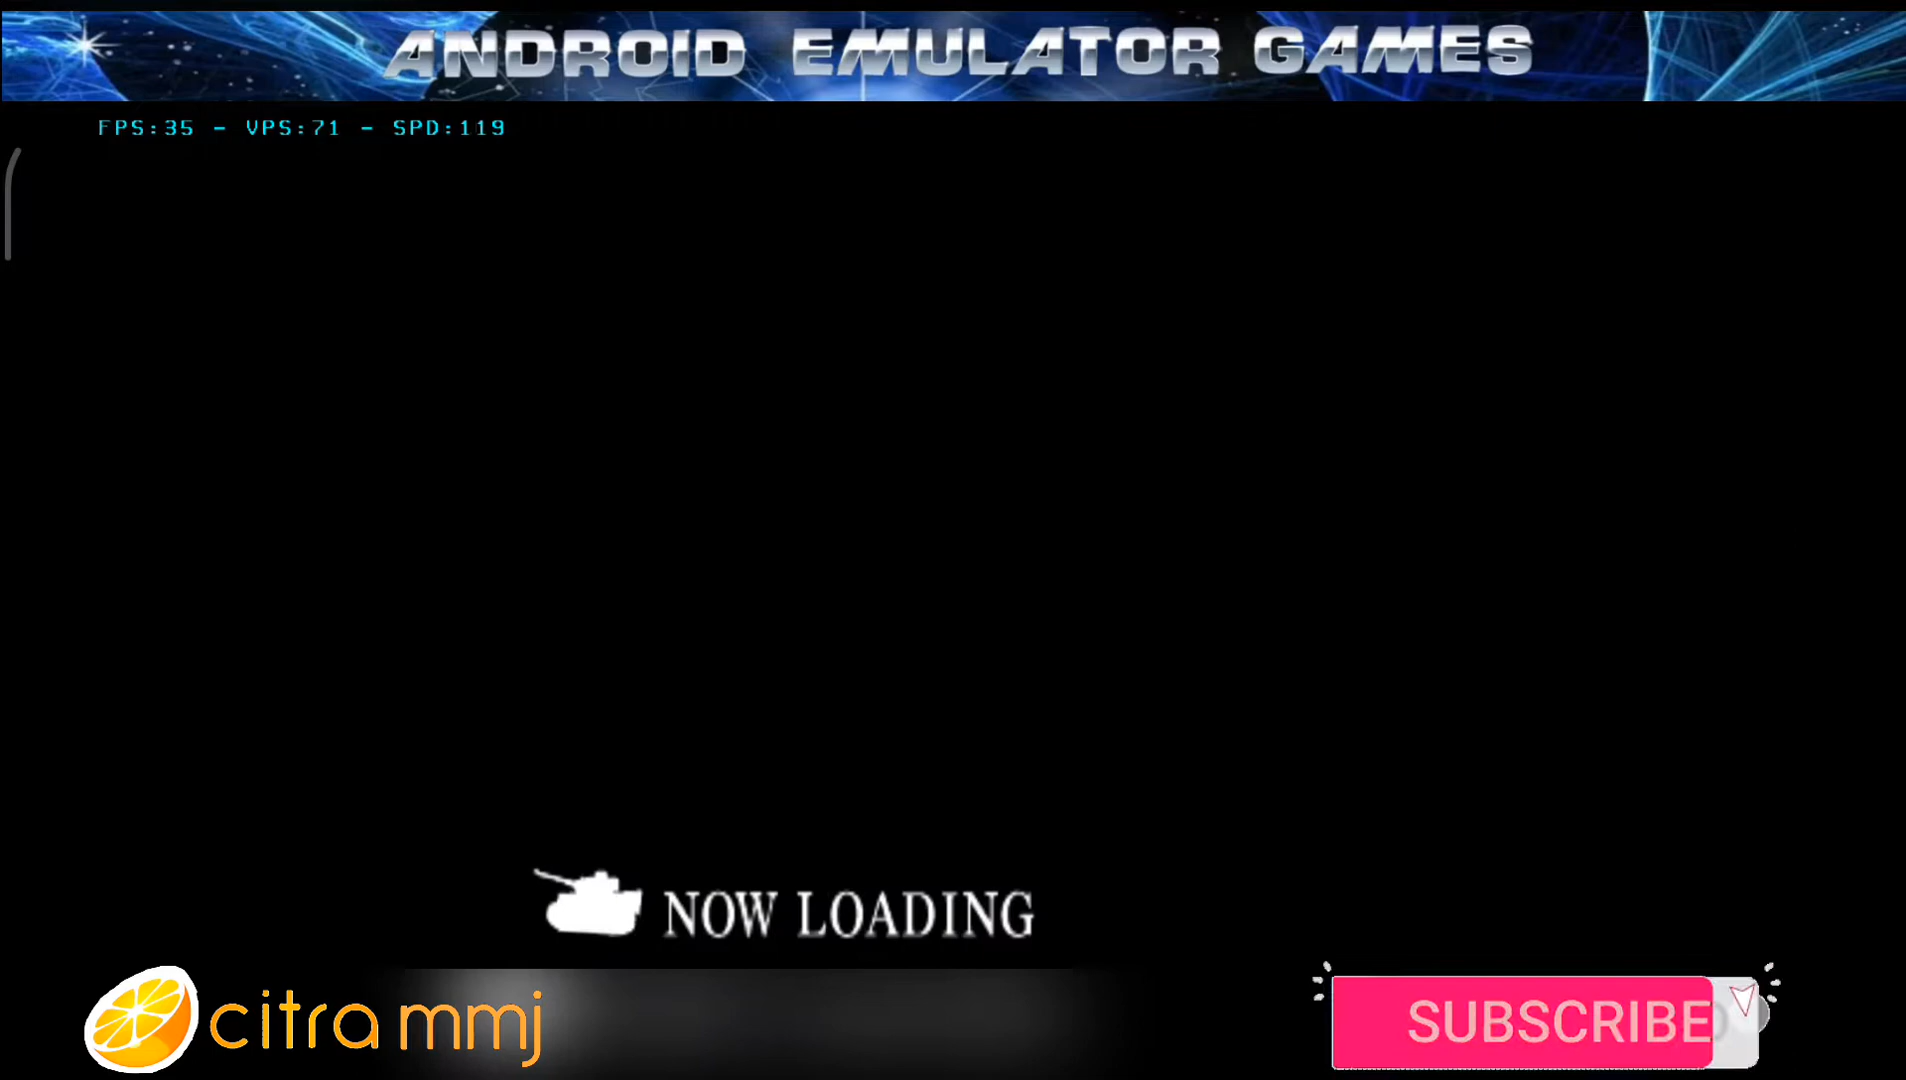 ANDROID EMULATOR GAMES
FPS:35 - VPS:71 - SPD:119
NOW LOADING
citra mmj
SUBSCRIBE